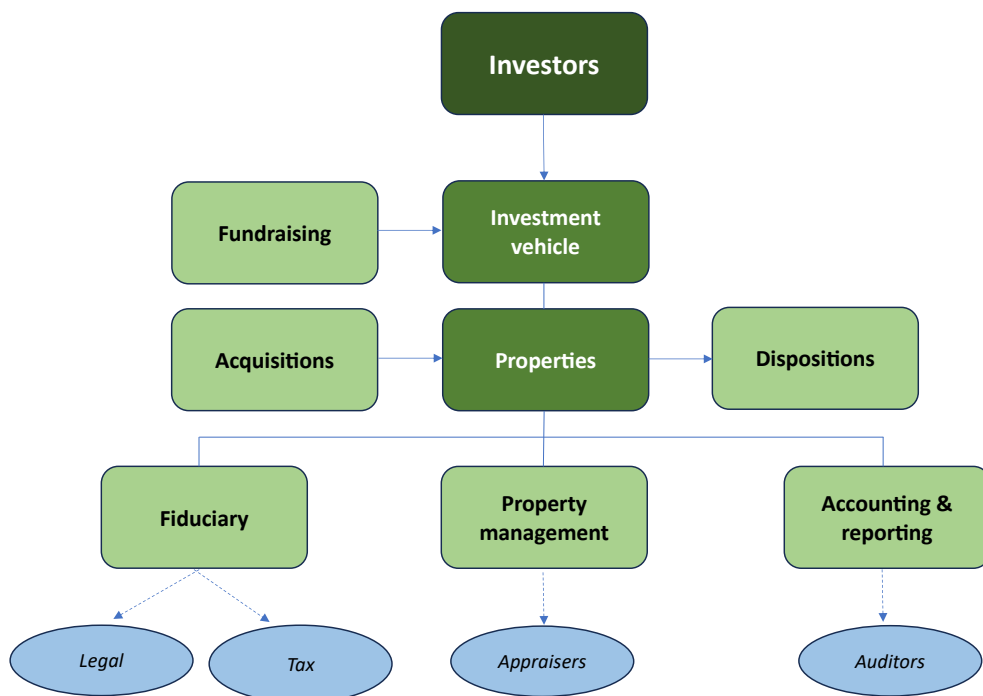 Investors
Fundraising
Investment
vehicle
Acquisitions
Properties
Dispositions
Fiduciary
Property
management
Accounting &
reporting
Legal
Tax
Appraisers
Auditors